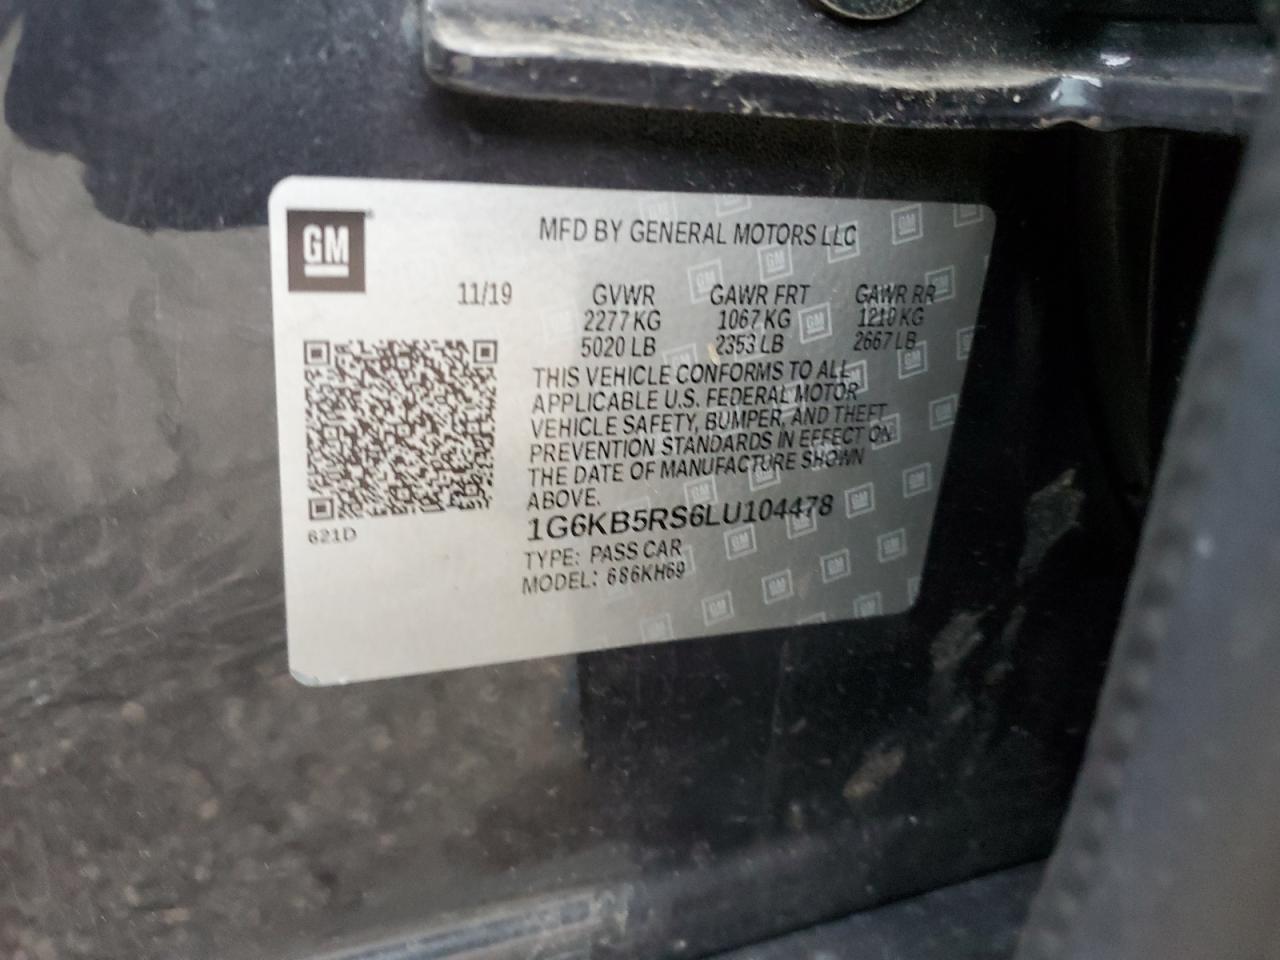 GM
MFD BY GENERAL MOTORS LLC
11/19 GVWR GAWR FRT GAWR RR
2277 KG 1067 KG 1210 KG
5020 LB 2353 LB 2667 LB
THIS VEHICLE CONFORMS TO ALL
APPLICABLE U.S. FEDERAL MOTOR
VEHICLE SAFETY, BUMPER, AND THEFT
PREVENTION STANDARDS IN EFFECT ON
THE DATE OF MANUFACTURE SHOWN
ABOVE.
1G6KB5RS6LU104478
621D
TYPE: PASS CAR
MODEL: 686KH69